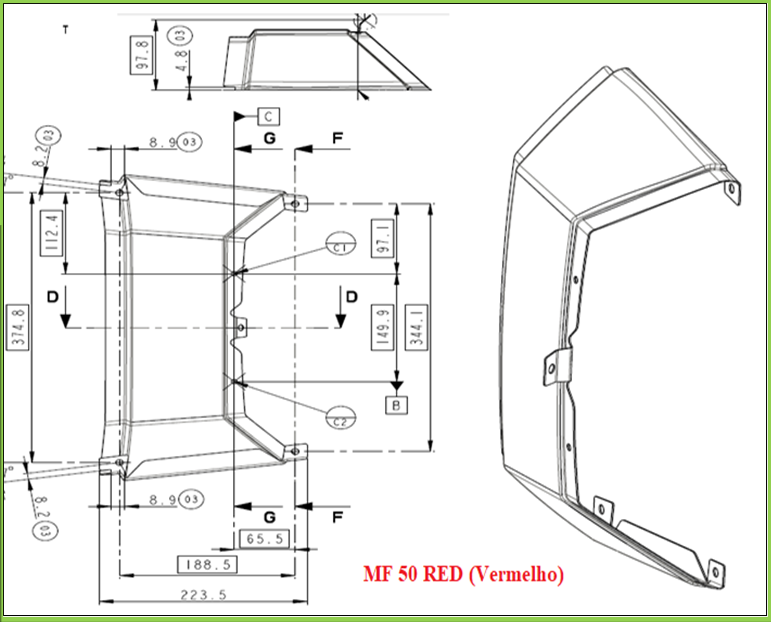 T
97.8
4.8 03
C
G F
8.2 03
8.9 03
112.4
C1
97.1
D D
374.8
149.9
344.1
B
C2
8.9 03
8.2 03
G F
65.5
188.5
223.5
MF 50 RED (Vermelho)